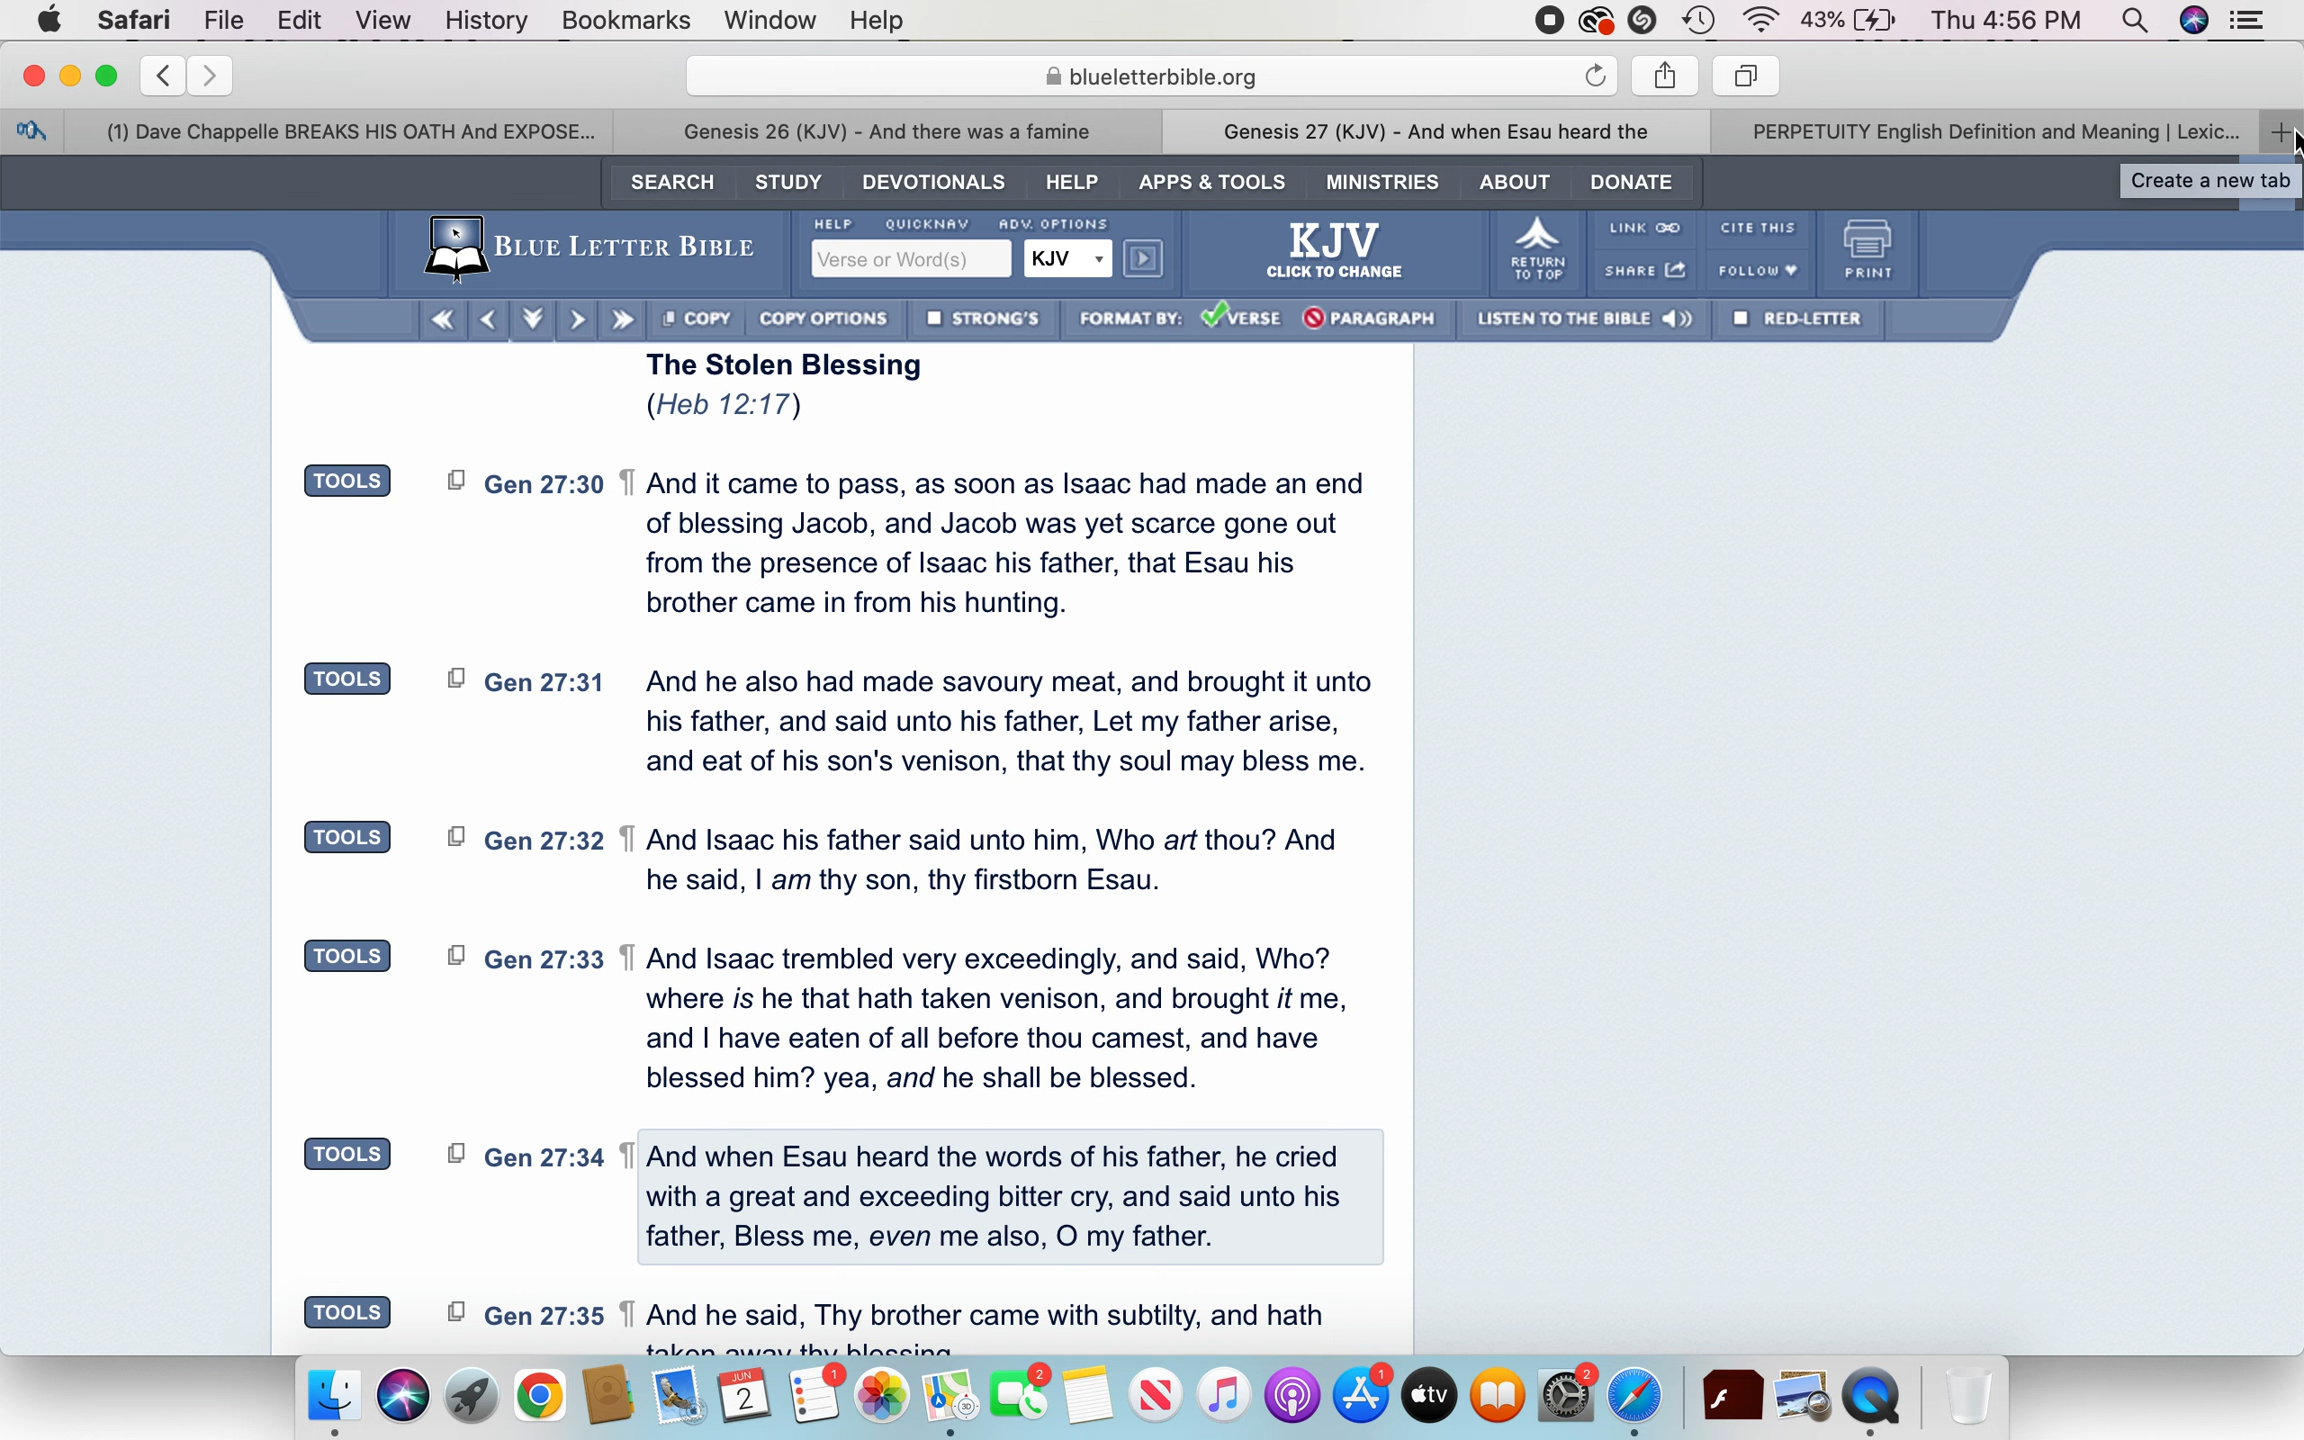 Safari File Edit View History Bookmarks Window Help 43% Thu 4:56 PM
blueletterbible.org
(1) Dave Chappelle BREAKS HIS OATH And EXPOSE... Genesis 26 (KJV) - And there was a famine Genesis 27 (KJV) - And when Esau heard the PERPETUITY English Definition and Meaning | Lexic...
SEARCH STUDY DEVOTIONALS HELP APPS & TOOLS MINISTRIES ABOUT DONATE Create a new tab
HELP QUICKNAV ADV. OPTIONS LINK CITE THIS
BLUE LETTER BIBLE Verse or Word(s) KJV KJV RETURN TO TOP
CLICK TO CHANGE SHARE FOLLOW PRINT
COPY COPY OPTIONS STRONG'S FORMAT BY: VERSE PARAGRAPH LISTEN TO THE BIBLE RED-LETTER
The Stolen Blessing
(Heb 12:17)
TOOLS Gen 27:30 ¶ And it came to pass, as soon as Isaac had made an end
of blessing Jacob, and Jacob was yet scarce gone out
from the presence of Isaac his father, that Esau his
brother came in from his hunting.
TOOLS Gen 27:31 And he also had made savoury meat, and brought it unto
his father, and said unto his father, Let my father arise,
and eat of his son's venison, that thy soul may bless me.
TOOLS Gen 27:32 ¶ And Isaac his father said unto him, Who art thou? And
he said, I am thy son, thy firstborn Esau.
TOOLS Gen 27:33 ¶ And Isaac trembled very exceedingly, and said, Who?
where is he that hath taken venison, and brought it me,
and I have eaten of all before thou camest, and have
blessed him? yea, and he shall be blessed.
TOOLS Gen 27:34 ¶ And when Esau heard the words of his father, he cried
with a great and exceeding bitter cry, and said unto his
father, Bless me, even me also, O my father.
TOOLS Gen 27:35 ¶ And he said, Thy brother came with subtilty, and hath
taken away thy blessing.
JUN 2 1 3D 2 1 tv 2